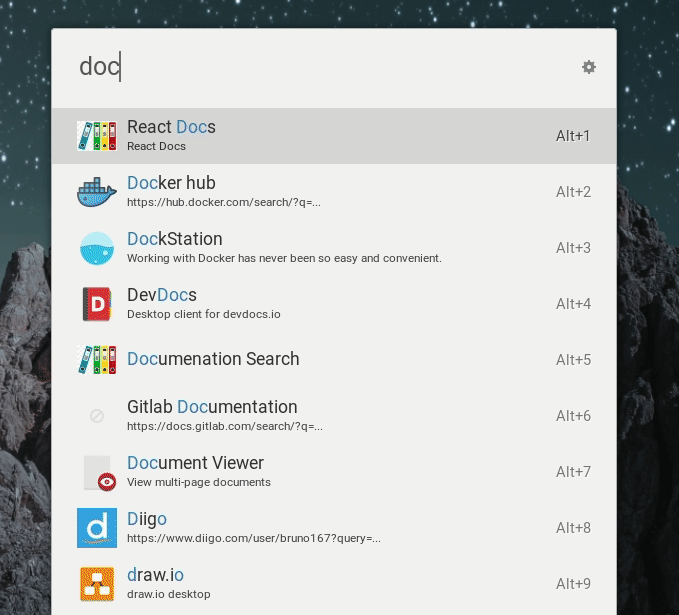 doc
React Docs
React Docs
Alt+1
Docker hub
https://hub.docker.com/search/?q=...
Alt+2
DockStation
Working with Docker has never been so easy and convenient.
Alt+3
D
DevDocs
Desktop client for devdocs.io
Alt+4
Documenation Search
Alt+5
Gitlab Documentation
https://docs.gitlab.com/search/?q=...
Alt+6
Document Viewer
View multi-page documents
Alt+7
d
Diigo
https://www.diigo.com/user/bruno167?query=...
Alt+8
draw.io
draw.io desktop
Alt+9